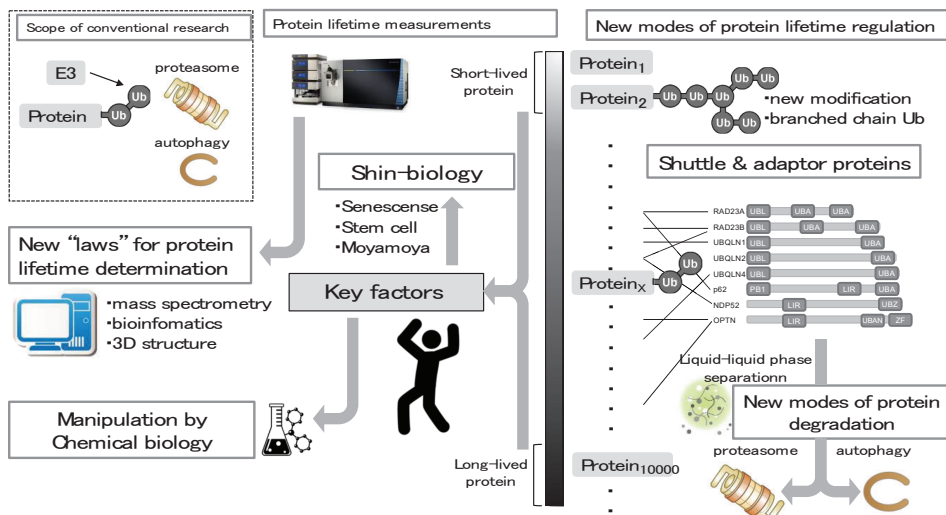 Scope of conventional research
E3
Protein
Ub
Ub
proteasome
autophagy
Protein lifetime measurements
Short-lived
protein
Shin-biology
・Senescense
・Stem cell
・Moyamoya
New "laws" for protein
lifetime determination
・mass spectrometry
・bioinfomatics
・3D structure
Key factors
Manipulation by
Chemical biology
Long-lived
protein
New modes of protein lifetime regulation
Protein1
Protein2
Ub
Ub
Ub
Ub
Ub
Ub
Ub
・new modification
・branched chain Ub
Shuttle & adaptor proteins
RAD23A UBL UBA UBA
RAD23B UBL UBA UBA
UBQLN1 UBL UBA
UBQLN2 UBL UBA
UBQLN4 UBL UBA
p62 PB1 LIR UBA
NDP52 LIR UBZ
OPTN LIR UBAN ZF
ProteinX
Ub
Ub
Liquid-liquid phase
separationn
New modes of protein
degradation
Protein10000
proteasome
autophagy